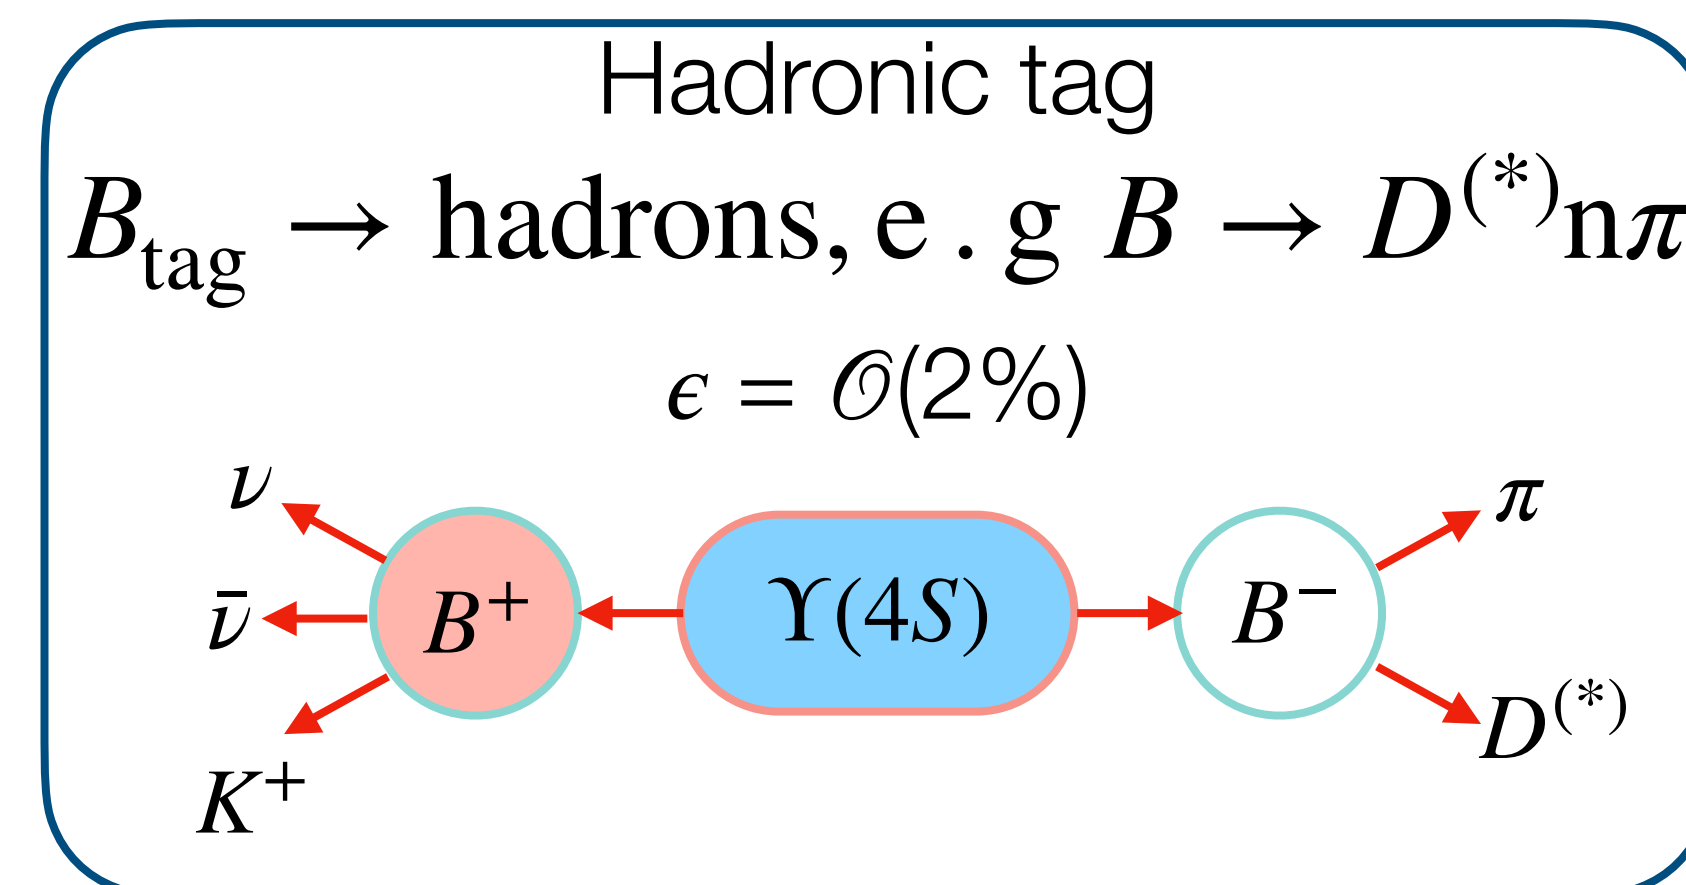 Hadronic tag
B_tag → hadrons, e . g B → D^(*)nπ
ϵ = 𝒪(2%)
ν
π
B⁺
Υ(4S)
B⁻
ν̄
D^(*)
K⁺